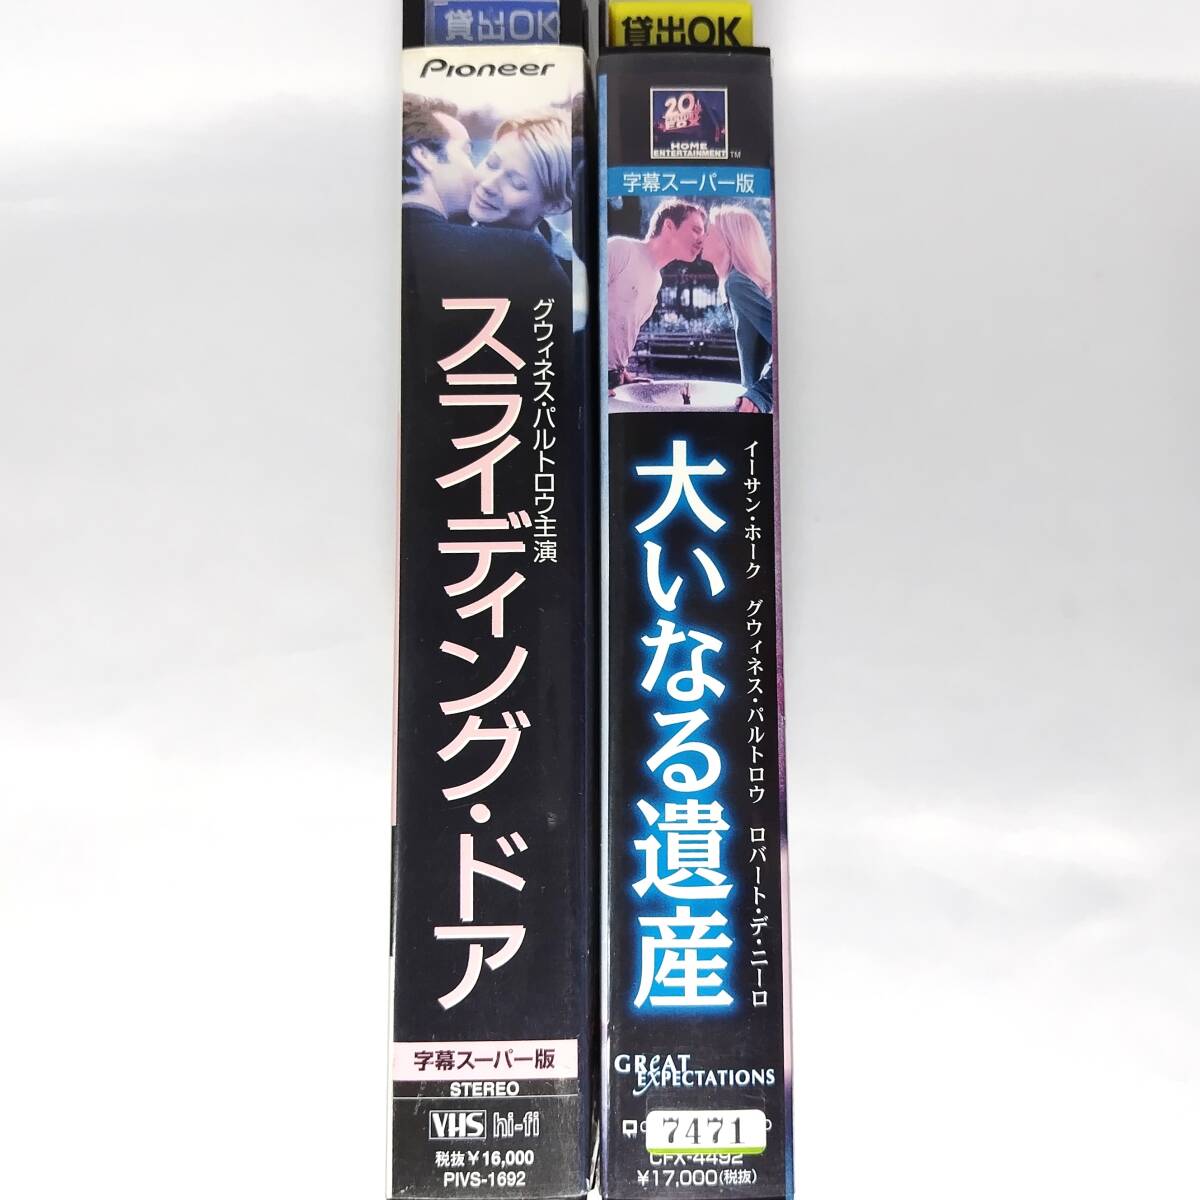 貸出OK
Pioneer
グウィネス・パルトロウ主演
スライディング・ドア
字幕スーパー版
STEREO
VHS hi-fi
税抜¥16,000
PIVS-1692
貸出OK
20
HOME
ENTERTAINMENT TM
字幕スーパー版
イーサン・ホーク グウィネス・パルトロウ ロバート・デ・ニーロ
大いなる遺産
GREAT
EXPECTATIONS
7471
CFX-4492
¥17,000(税抜)